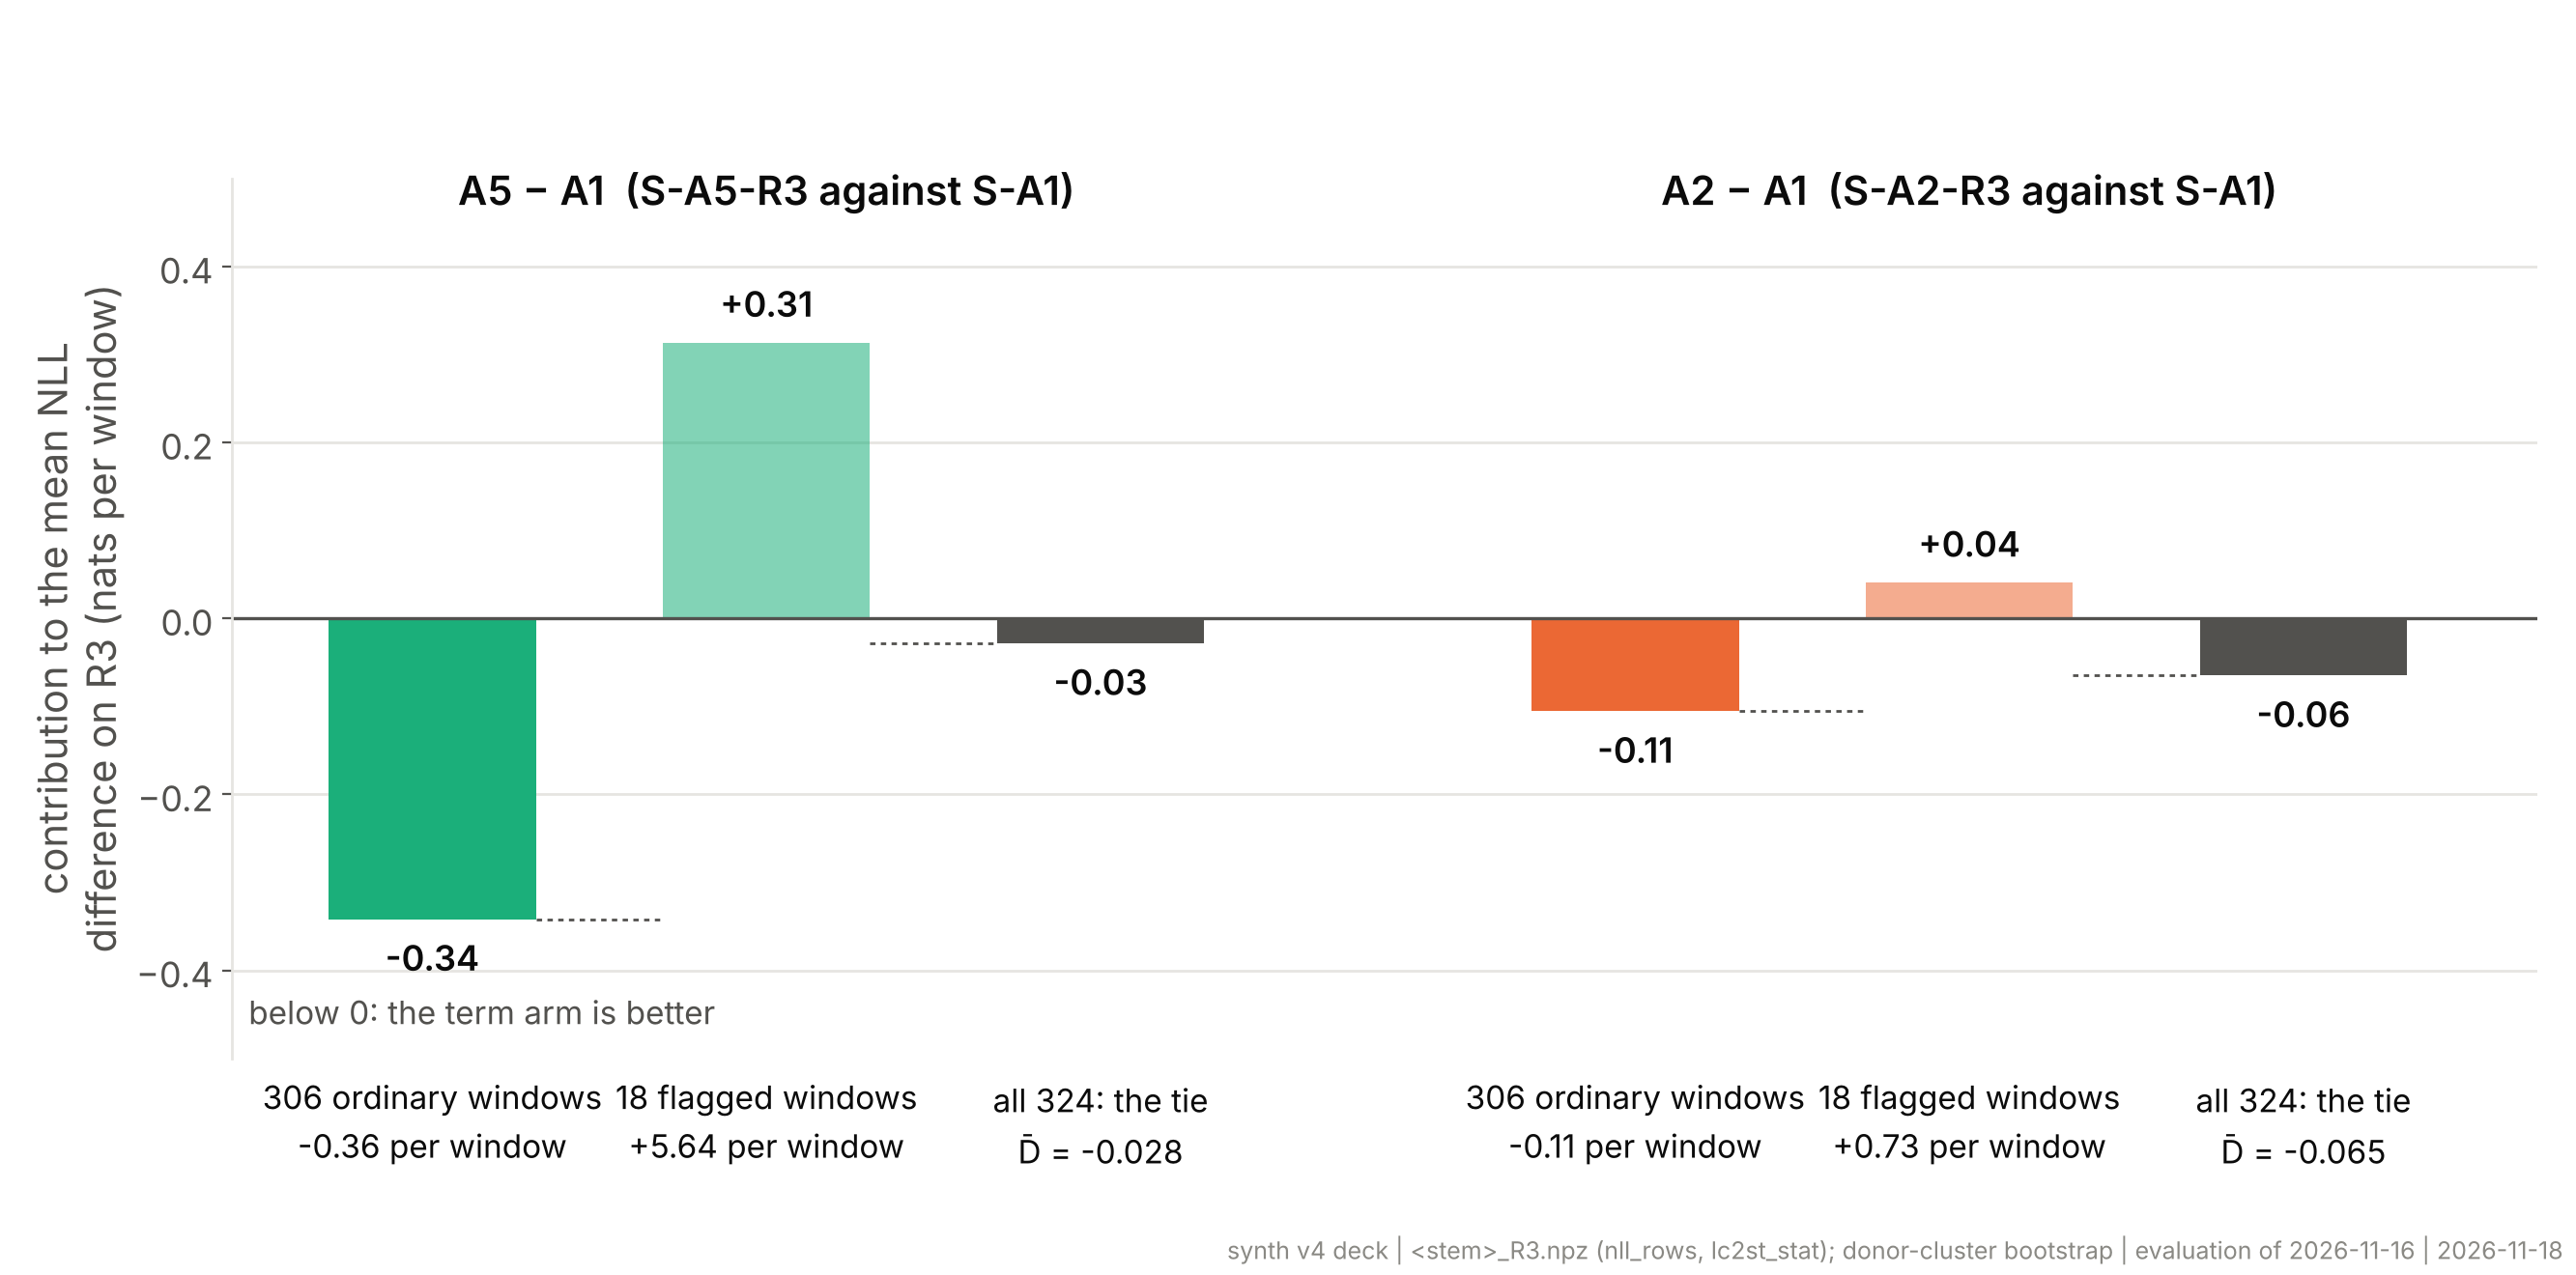 A5 − A1 (S-A5-R3 against S-A1)
A2 − A1 (S-A2-R3 against S-A1)
contribution to the mean NLL
difference on R3 (nats per window)
0.4
0.2
0.0
−0.2
−0.4
+0.31
-0.03
-0.34
+0.04
-0.11
-0.06
below 0: the term arm is better
306 ordinary windows
-0.36 per window
18 flagged windows
+5.64 per window
all 324: the tie
D̄ = -0.028
306 ordinary windows
-0.11 per window
18 flagged windows
+0.73 per window
all 324: the tie
D̄ = -0.065
synth v4 deck | <stem>_R3.npz (nll_rows, lc2st_stat); donor-cluster bootstrap | evaluation of 2026-11-16 | 2026-11-18